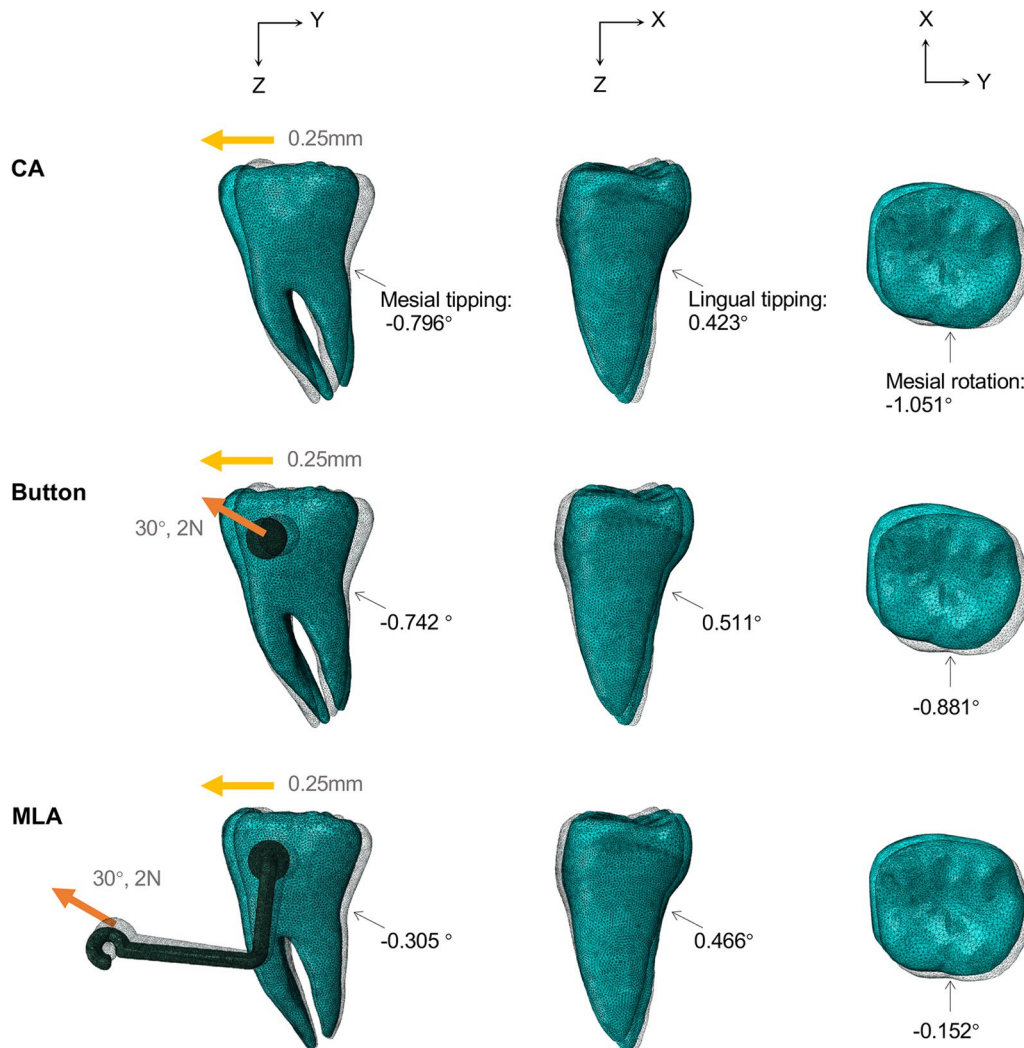 Y
Z
X
Z
X
Y
CA
0.25mm
Mesial tipping:
-0.796°
Lingual tipping:
0.423°
Mesial rotation:
-1.051°
Button
0.25mm
30°, 2N
-0.742 °
0.511°
-0.881°
MLA
0.25mm
30°, 2N
-0.305 °
0.466°
-0.152°